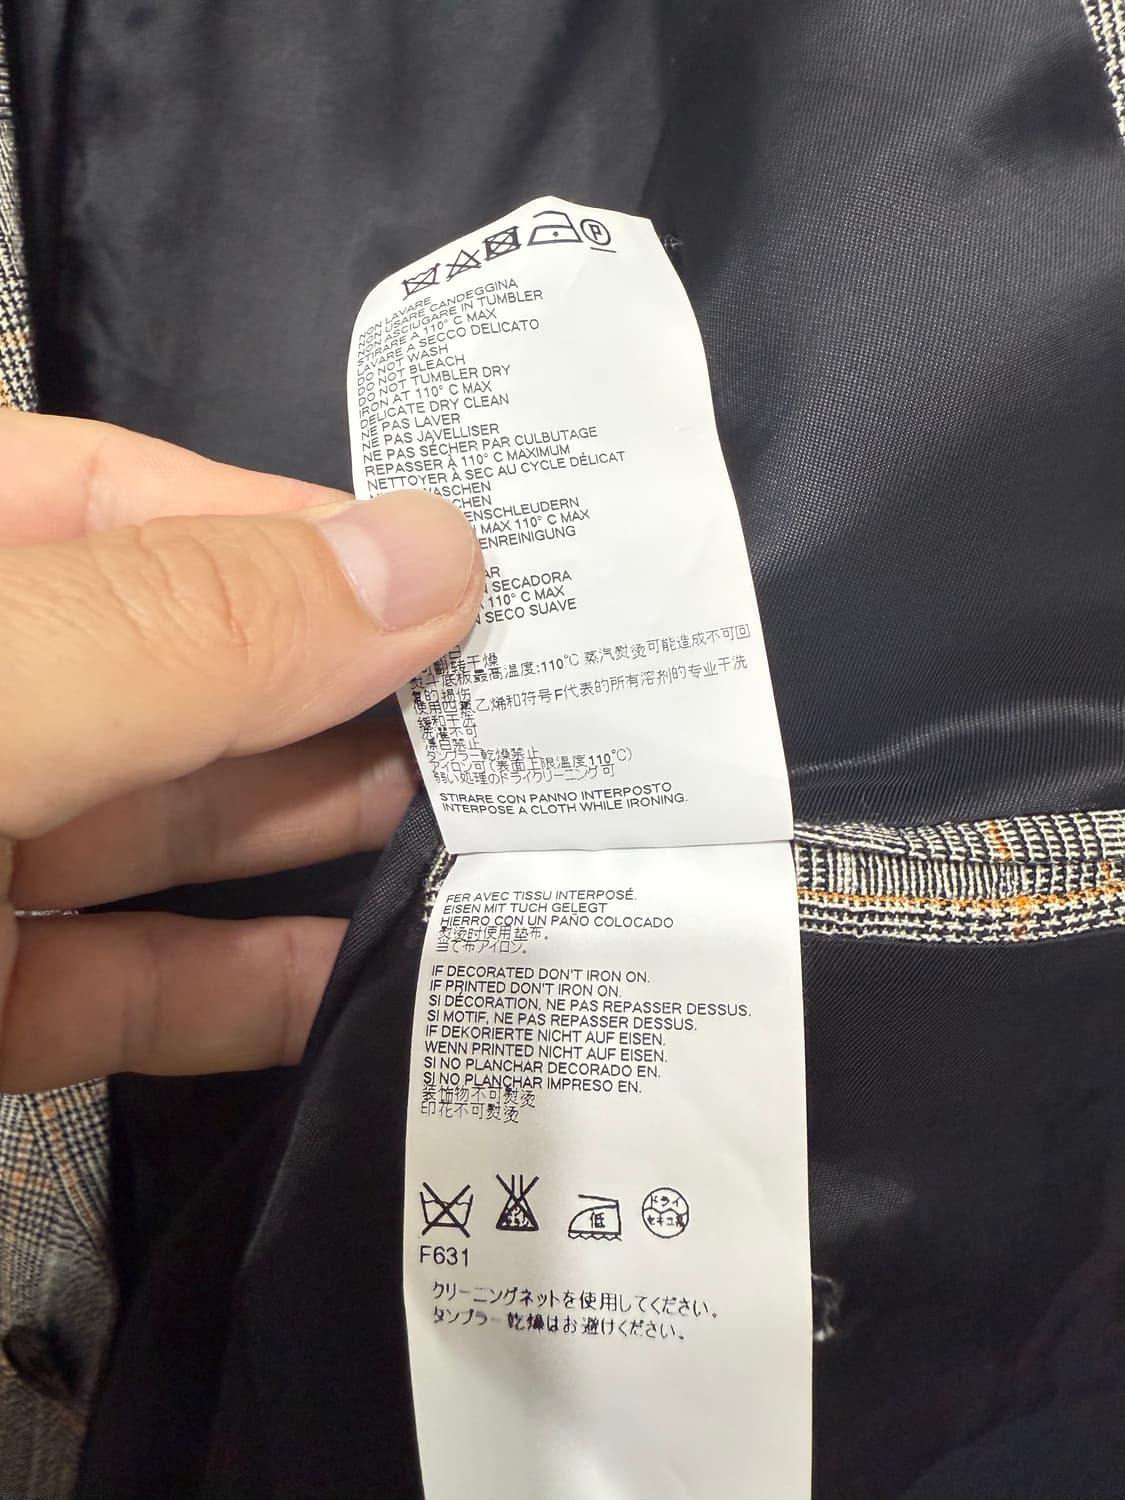 P
NON LAVARE
NON USARE CANDEGGINA
NON ASCIUGARE IN TUMBLER
STIRARE A 110° C MAX
LAVARE A SECCO DELICATO
DO NOT WASH
DO NOT BLEACH
DO NOT TUMBLER DRY
IRON AT 110° C MAX
DELICATE DRY CLEAN
NE PAS LAVER
NE PAS JAVELLISER
NE PAS SÉCHER PAR CULBUTAGE
REPASSER À 110° C MAXIMUM
NETTOYER À SEC AU CYCLE DÉLICAT
WASCHEN
CHEN
ENSCHLEUDERN
MAX 110° C MAX
ENREINIGUNG
AR
SECADORA
110° C MAX
SECO SUAVE
白
可翻转干燥
熨斗底板最高温度:110℃ 蒸汽熨烫可能造成不可回
复的损伤
使用四氯乙烯和符号F代表的所有溶剂的专业干洗
缓和干洗
洗濯不可
漂白禁止
タンブラー乾燥禁止
アイロン可(表面上限温度110℃)
弱い処理のドライクリーニング可
STIRARE CON PANNO INTERPOSTO
INTERPOSE A CLOTH WHILE IRONING.
FER AVEC TISSU INTERPOSÉ.
EISEN MIT TUCH GELEGT
HIERRO CON UN PAÑO COLOCADO
熨烫时使用垫布。
当て布アイロン。
IF DECORATED DON'T IRON ON.
IF PRINTED DON'T IRON ON.
SI DÉCORATION, NE PAS REPASSER DESSUS.
SI MOTIF, NE PAS REPASSER DESSUS.
IF DEKORIERTE NICHT AUF EISEN.
WENN PRINTED NICHT AUF EISEN.
SI NO PLANCHAR DECORADO EN.
SI NO PLANCHAR IMPRESO EN.
装饰物不可熨烫
印花不可熨烫
低
ドライ
セキユ系
F631
クリーニングネットを使用してください。
タンブラー乾燥はお避けください。